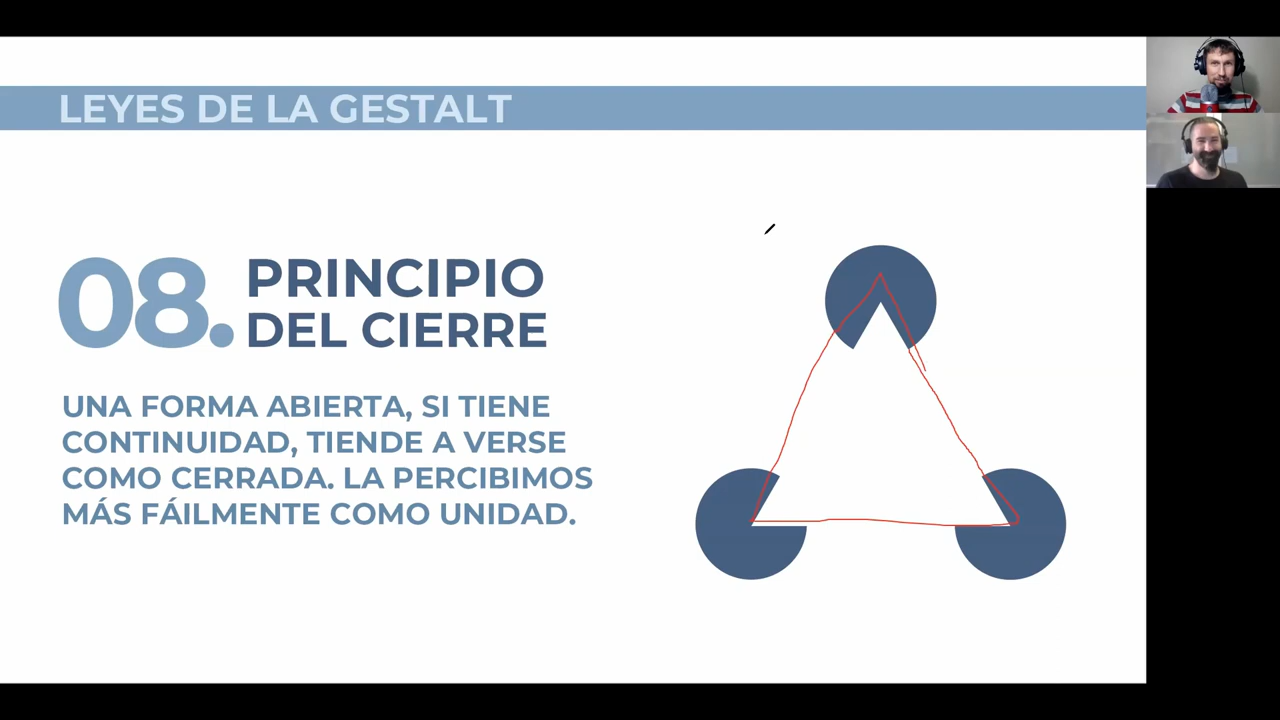 LEYES DE LA GESTALT
08. PRINCIPIO
DEL CIERRE
UNA FORMA ABIERTA, SI TIENE
CONTINUIDAD, TIENDE A VERSE
COMO CERRADA. LA PERCIBIMOS
MÁS FÁILMENTE COMO UNIDAD.